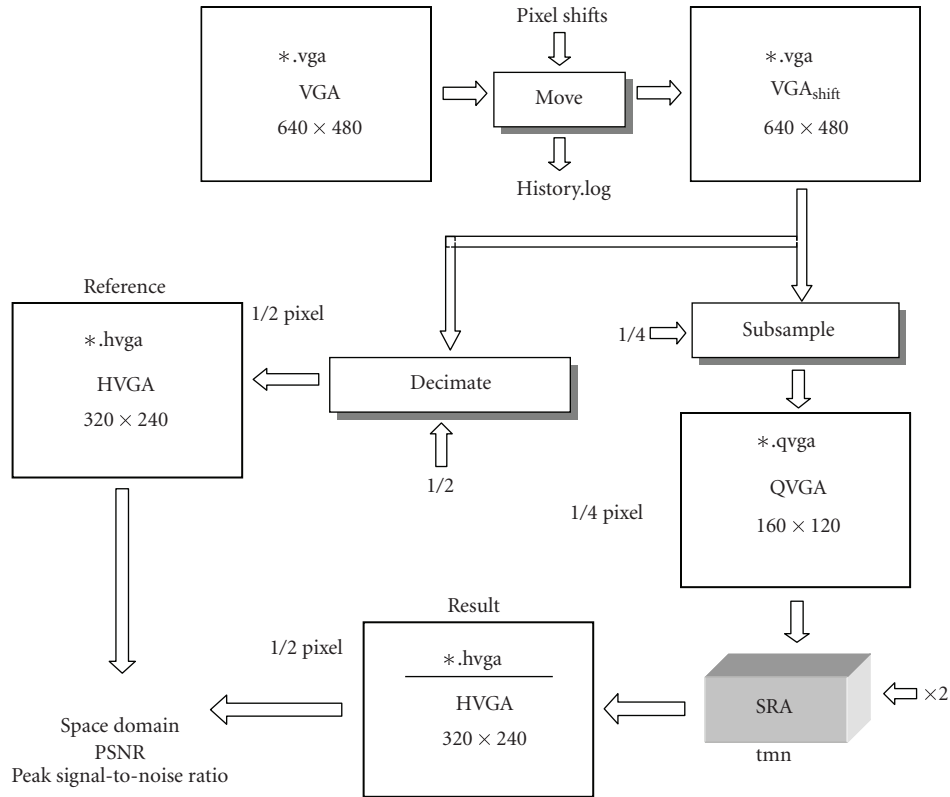 Pixel shifts
*.vga
VGA
640 × 480
Move
*.vga
VGAshift
640 × 480
History.log
Reference
1/2 pixel
*.hvga
HVGA
320 × 240
Decimate
1/2
1/4
Subsample
*.qvga
QVGA
160 × 120
1/4 pixel
Result
1/2 pixel
*.hvga
HVGA
320 × 240
SRA
×2
tmn
Space domain
PSNR
Peak signal-to-noise ratio